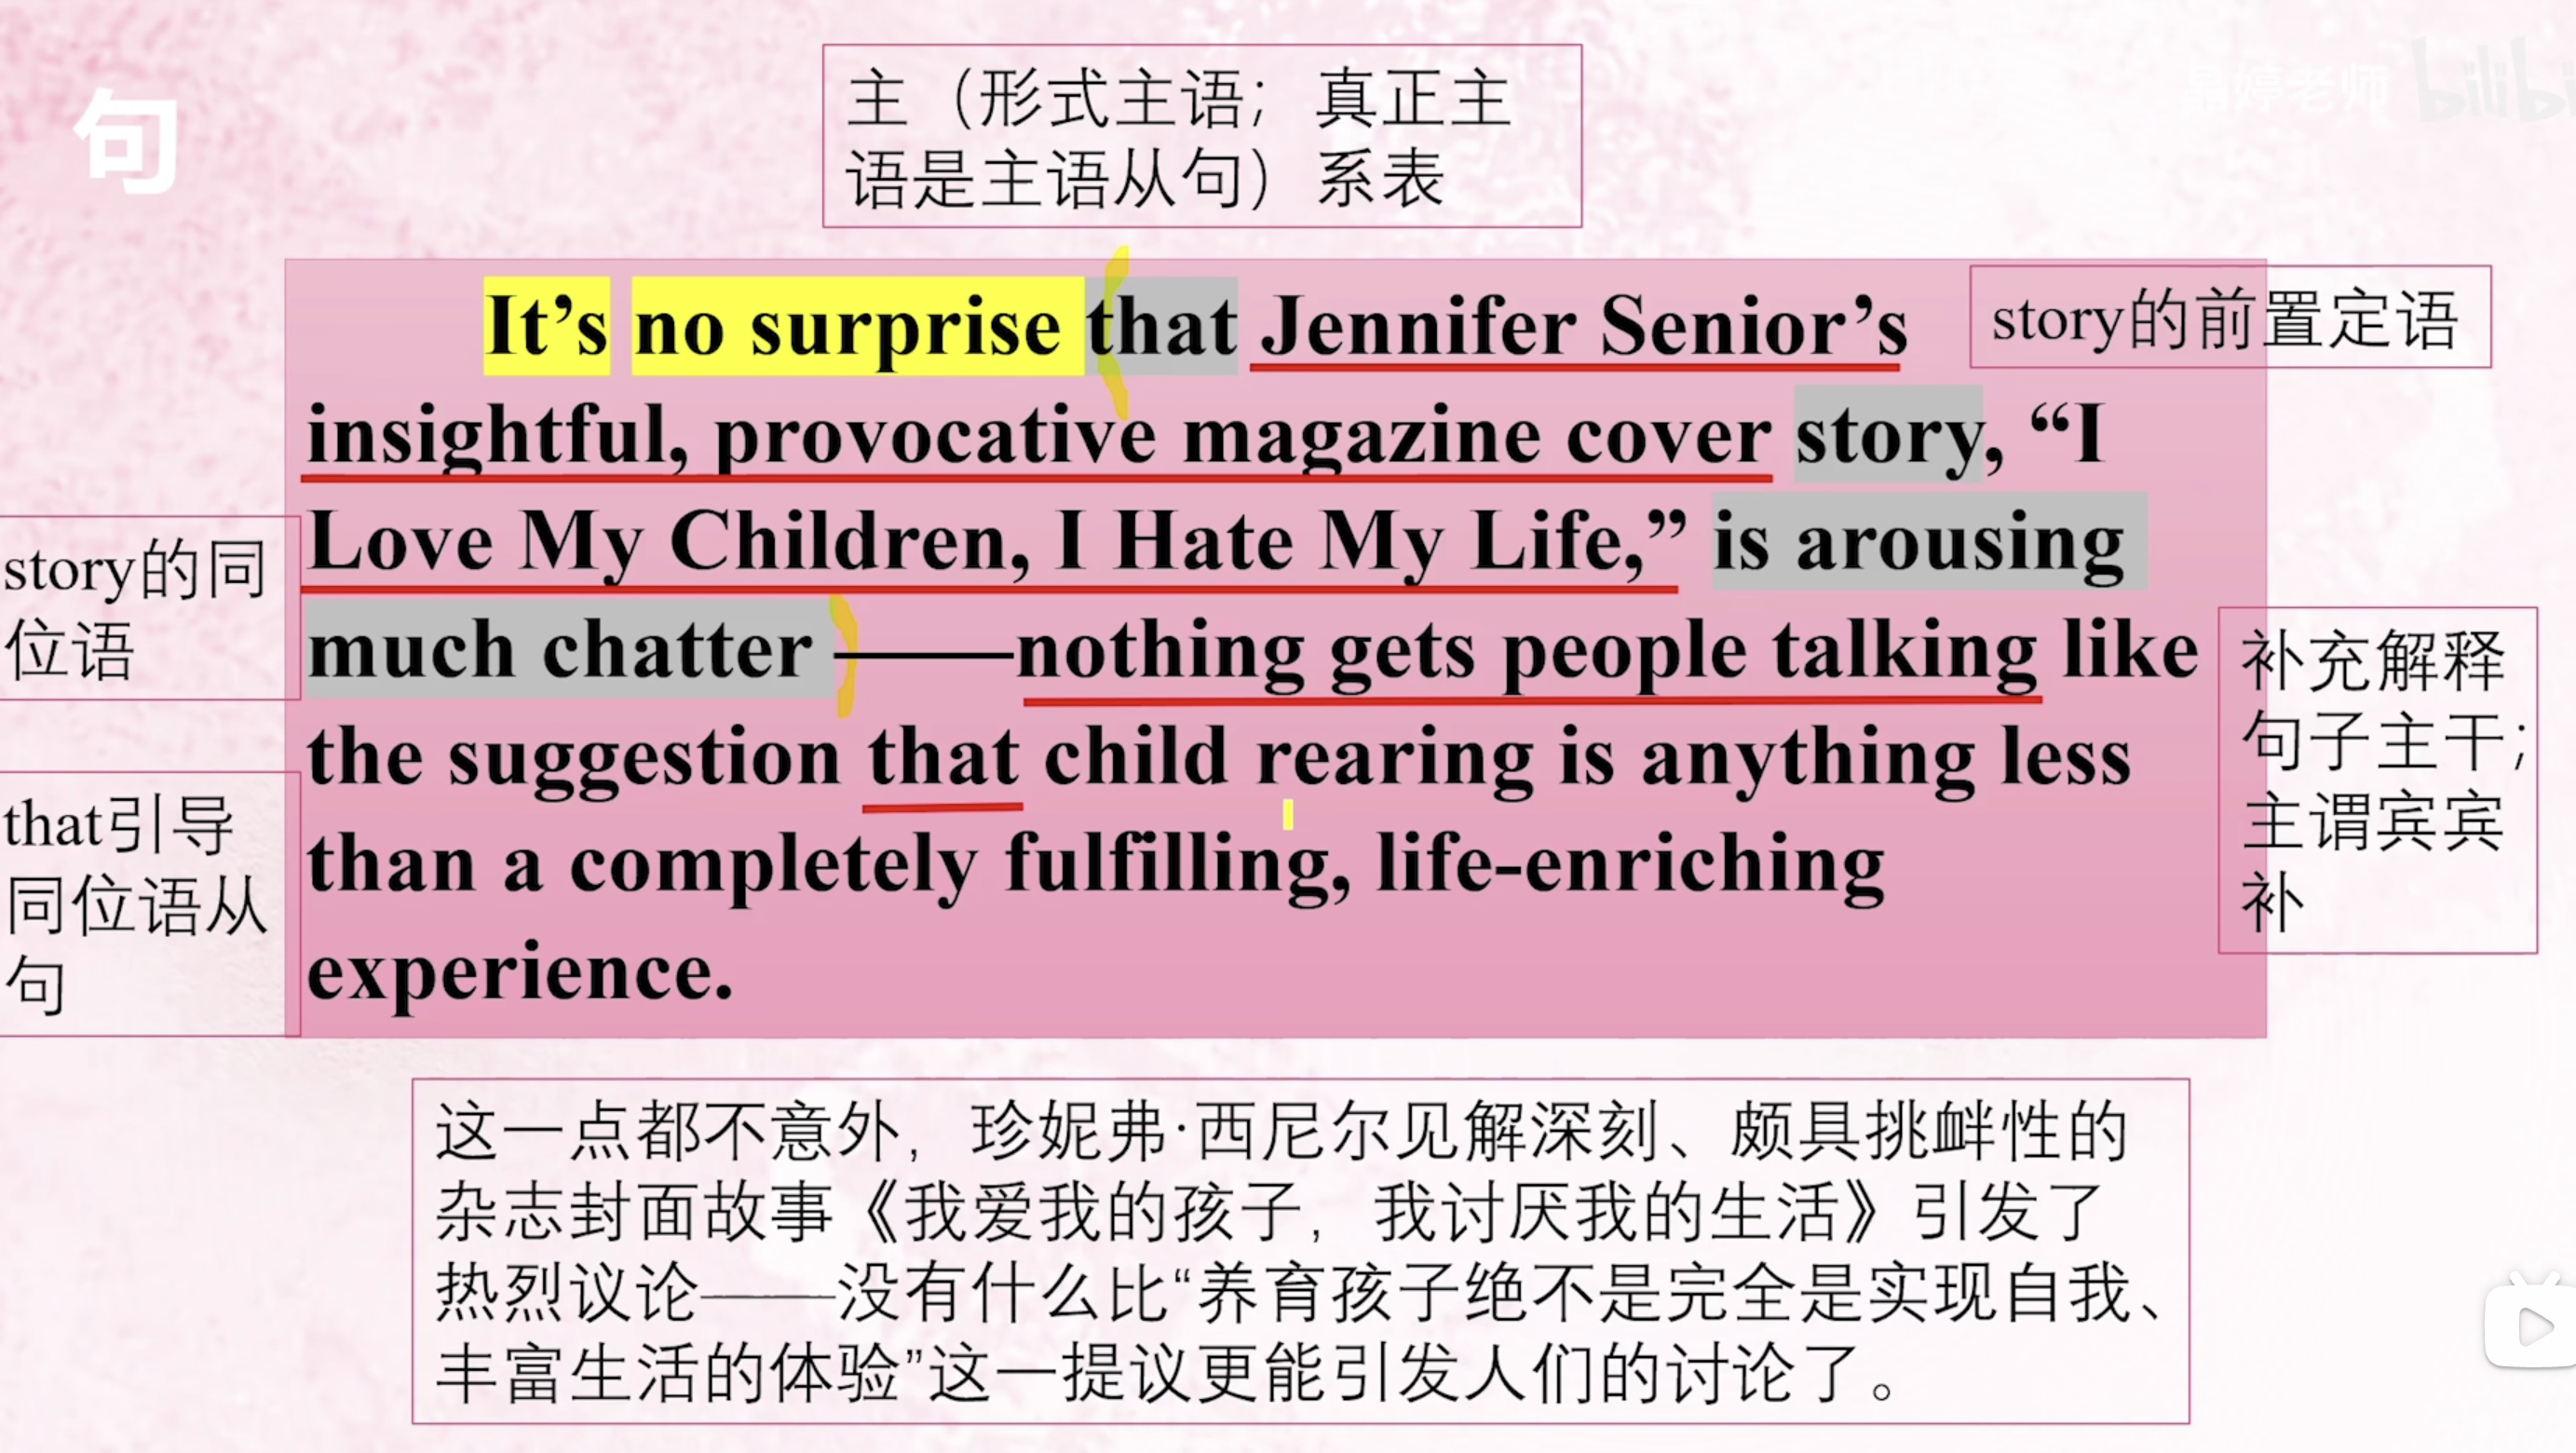 句
主（形式主语；真正主
语是主语从句）系表
It’s no surprise that Jennifer Senior’s
story的前置定语
insightful, provocative magazine cover story, “I
Love My Children, I Hate My Life,” is arousing
much chatter ——nothing gets people talking like
the suggestion that child rearing is anything less
than a completely fulfilling, life-enriching
experience.
story的同
位语
that引导
同位语从
句
补充解释
句子主干；
主谓宾宾
补
这一点都不意外，珍妮弗·西尼尔见解深刻、颇具挑衅性的
杂志封面故事《我爱我的孩子，我讨厌我的生活》引发了
热烈议论——没有什么比“养育孩子绝不是完全是实现自我、
丰富生活的体验”这一提议更能引发人们的讨论了。
婷老师
bilibi